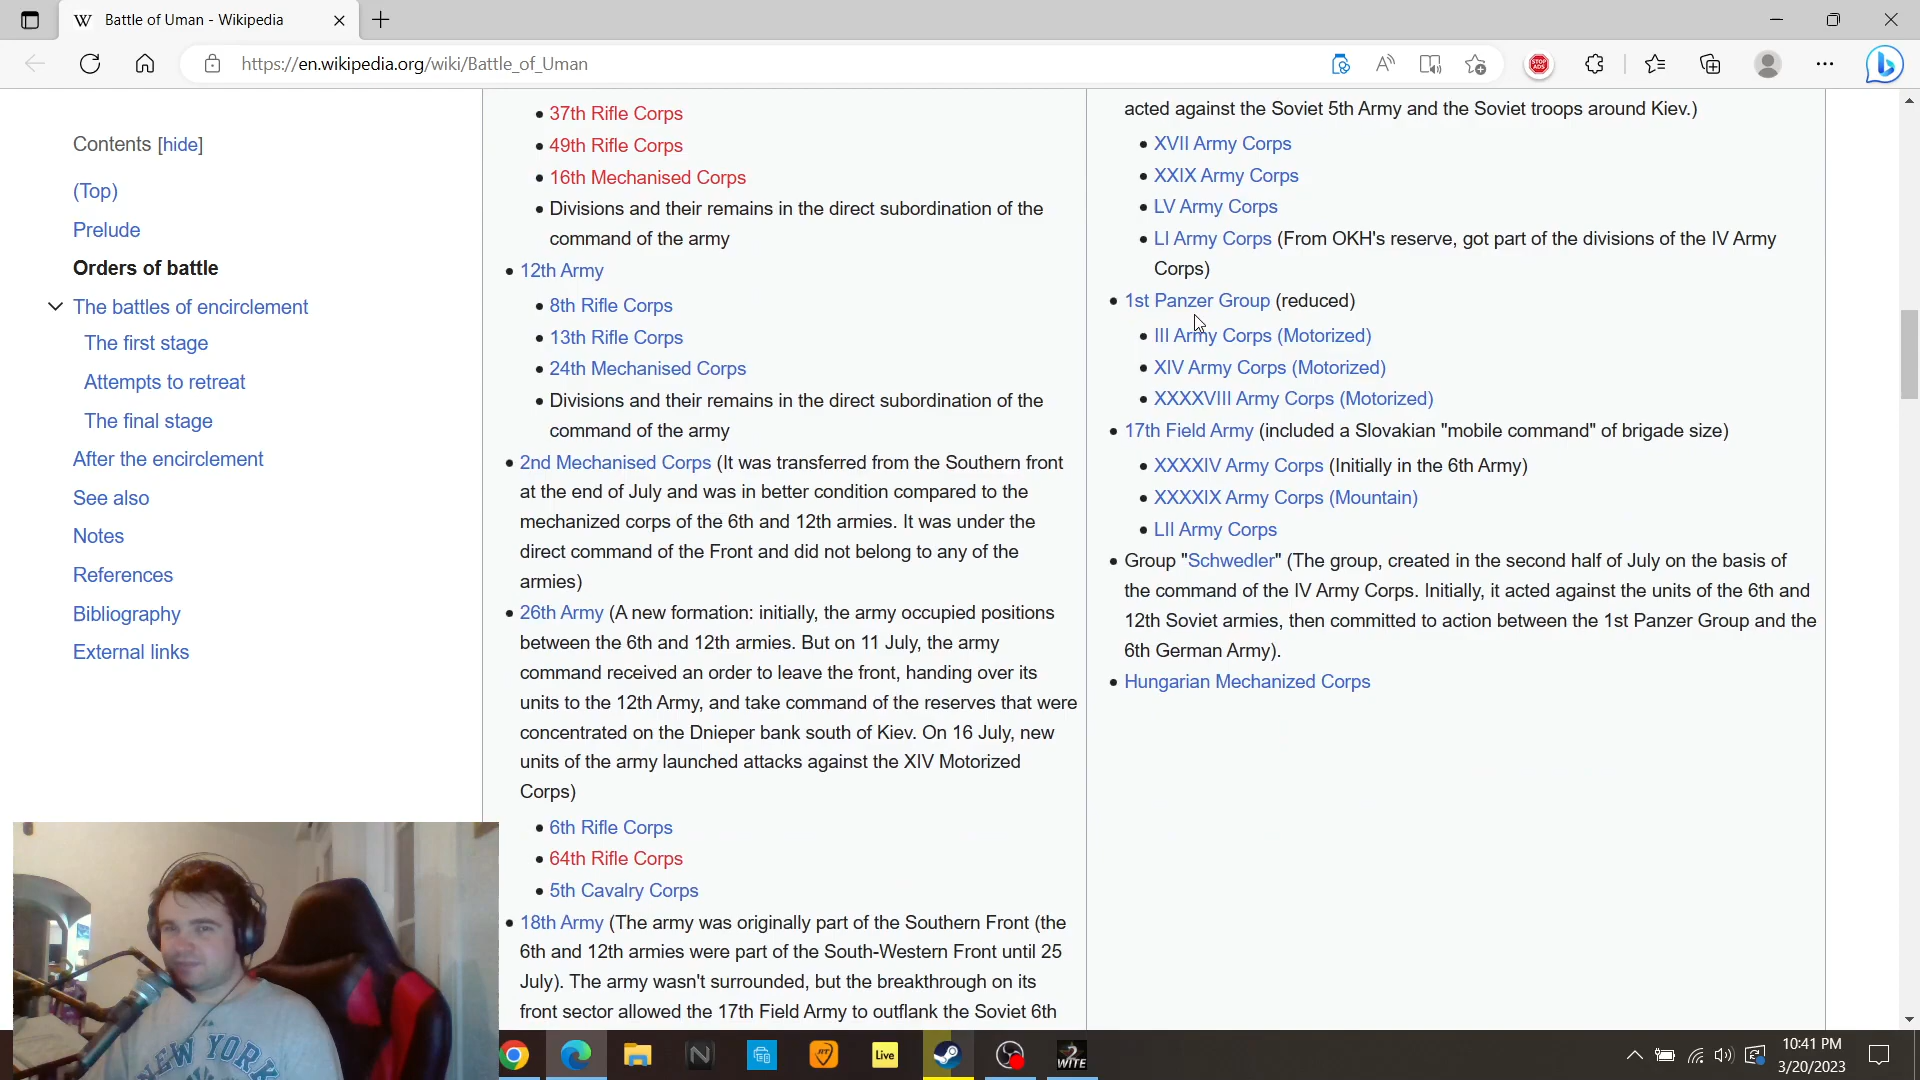 Battle of Uman - Wikipedia
https://en.wikipedia.org/wiki/Battle_of_Uman
STOP
ADS
Contents [hide]
(Top)
Prelude
Orders of battle
The battles of encirclement
The first stage
Attempts to retreat
The final stage
After the encirclement
See also
Notes
References
Bibliography
External links
37th Rifle Corps
49th Rifle Corps
16th Mechanised Corps
Divisions and their remains in the direct subordination of the
command of the army
12th Army
8th Rifle Corps
13th Rifle Corps
24th Mechanised Corps
Divisions and their remains in the direct subordination of the
command of the army
2nd Mechanised Corps (It was transferred from the Southern front
at the end of July and was in better condition compared to the
mechanized corps of the 6th and 12th armies. It was under the
direct command of the Front and did not belong to any of the
armies)
26th Army (A new formation: initially, the army occupied positions
between the 6th and 12th armies. But on 11 July, the army
command received an order to leave the front, handing over its
units to the 12th Army, and take command of the reserves that were
concentrated on the Dnieper bank south of Kiev. On 16 July, new
units of the army launched attacks against the XIV Motorized
Corps)
6th Rifle Corps
64th Rifle Corps
5th Cavalry Corps
18th Army (The army was originally part of the Southern Front (the
6th and 12th armies were part of the South-Western Front until 25
July). The army wasn't surrounded, but the breakthrough on its
front sector allowed the 17th Field Army to outflank the Soviet 6th
acted against the Soviet 5th Army and the Soviet troops around Kiev.)
XVII Army Corps
XXIX Army Corps
LV Army Corps
LI Army Corps (From OKH's reserve, got part of the divisions of the IV Army
Corps)
1st Panzer Group (reduced)
III Army Corps (Motorized)
XIV Army Corps (Motorized)
XXXXVIII Army Corps (Motorized)
17th Field Army (included a Slovakian "mobile command" of brigade size)
XXXXIV Army Corps (Initially in the 6th Army)
XXXXIX Army Corps (Mountain)
LII Army Corps
Group "Schwedler" (The group, created in the second half of July on the basis of
the command of the IV Army Corps. Initially, it acted against the units of the 6th and
12th Soviet armies, then committed to action between the 1st Panzer Group and the
6th German Army).
Hungarian Mechanized Corps
NEW YORK
Live
2
WITE
10:41 PM
3/20/2023